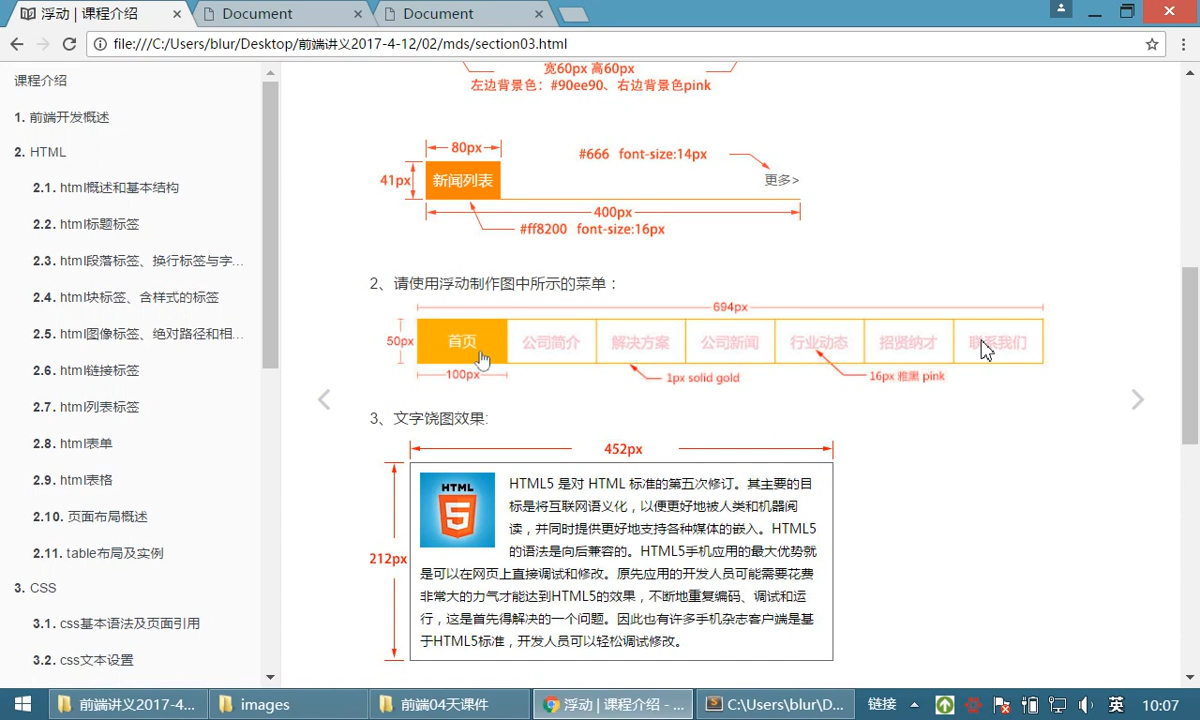 浮动 | 课程介绍
Document
Document
file:///C:/Users/blur/Desktop/前端讲义2017-4-12/02/mds/section03.html
课程介绍
1. 前端开发概述
2. HTML
2.1. html概述和基本结构
2.2. html标题标签
2.3. html段落标签、换行标签与字...
2.4. html块标签、含样式的标签
2.5. html图像标签、绝对路径和相...
2.6. html链接标签
2.7. html列表标签
2.8. html表单
2.9. html表格
2.10. 页面布局概述
2.11. table布局及实例
3. CSS
3.1. css基本语法及页面引用
3.2. css文本设置
宽60px 高60px
左边背景色：#90ee90、右边背景色pink
80px
#666 font-size:14px
41px
新闻列表
更多>
400px
#ff8200 font-size:16px
2、请使用浮动制作图中所示的菜单：
694px
50px
首页
公司简介
解决方案
公司新闻
行业动态
招贤纳才
联系我们
100px
1px solid gold
16px 雅黑 pink
3、文字饶图效果:
452px
212px
HTML
5
HTML5 是对 HTML 标准的第五次修订。其主要的目
标是将互联网语义化，以便更好地被人类和机器阅
读，并同时提供更好地支持各种媒体的嵌入。HTML5
的语法是向后兼容的。HTML5手机应用的最大优势就
是可以在网页上直接调试和修改。原先应用的开发人员可能需要花费
非常大的力气才能达到HTML5的效果，不断地重复编码、调试和运
行，这是首先得解决的一个问题。因此也有许多手机杂志客户端是基
于HTML5标准，开发人员可以轻松调试修改。
前端讲义2017-4...
images
前端04天课件
浮动 | 课程介绍 - ...
C:\Users\blur\D...
链接
英
10:07